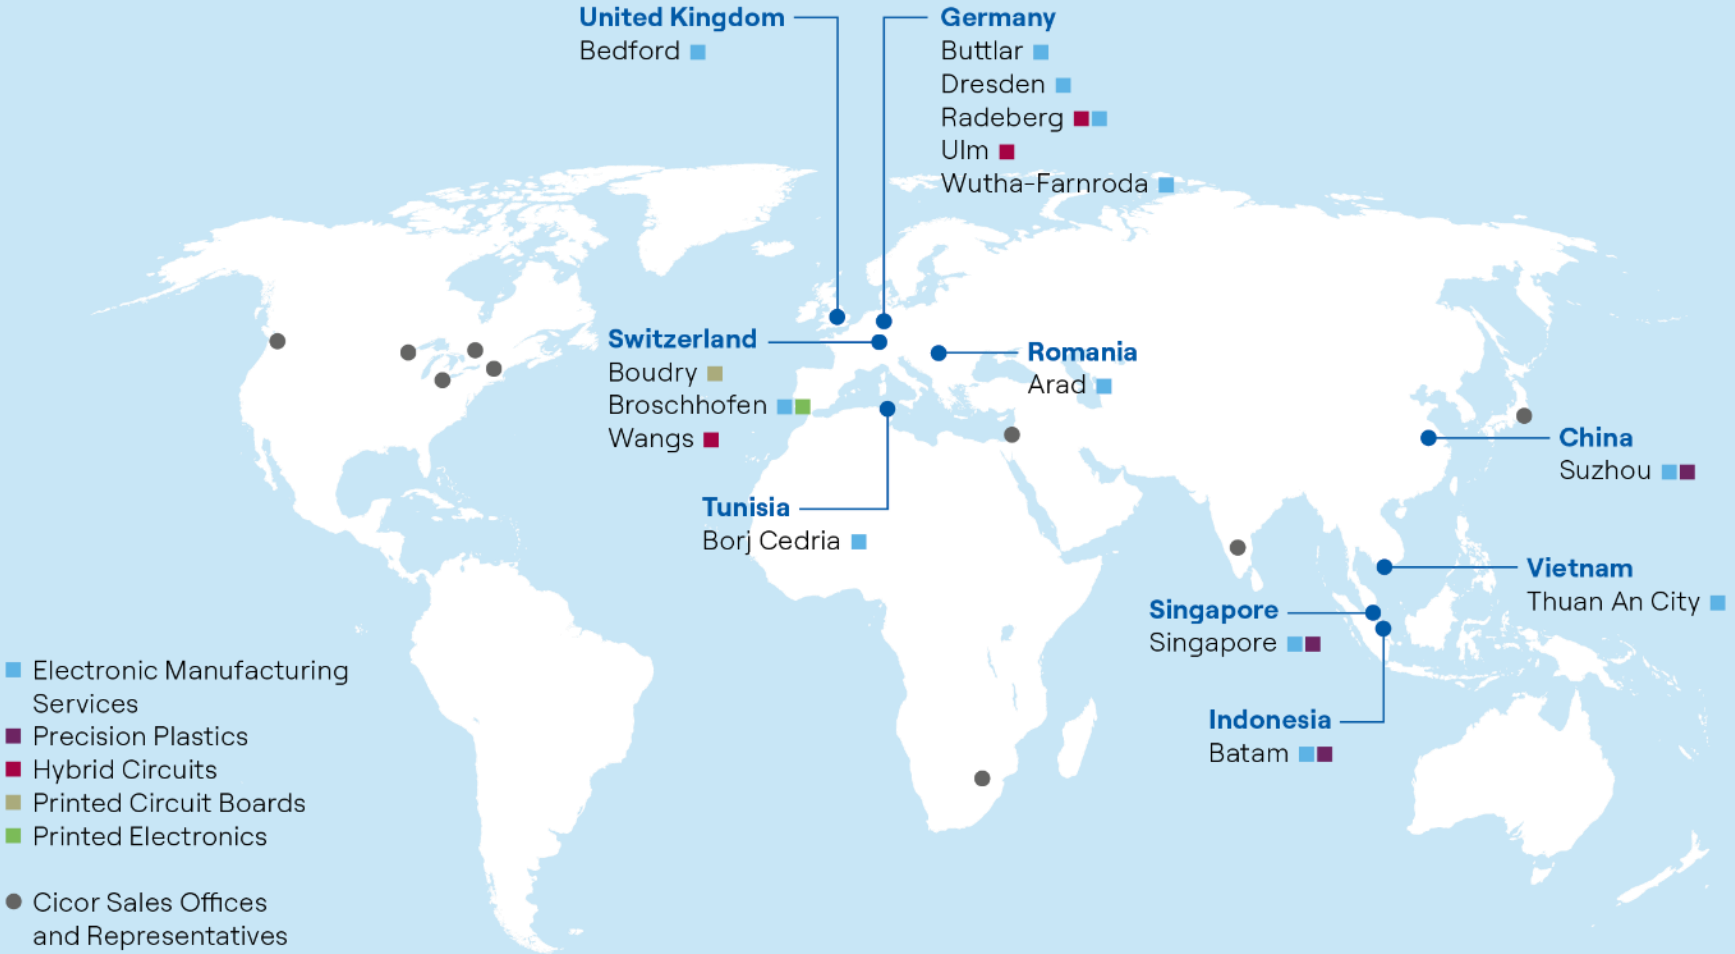 United Kingdom
Bedford
Germany
Buttlar
Dresden
Radeberg
Ulm
Wutha-Farnroda
Switzerland
Boudry
Broschhofen
Wangs
Romania
Arad
Tunisia
Borj Cedria
China
Suzhou
Vietnam
Thuan An City
Singapore
Singapore
Indonesia
Batam
Electronic Manufacturing
Services
Precision Plastics
Hybrid Circuits
Printed Circuit Boards
Printed Electronics
Cicor Sales Offices
and Representatives